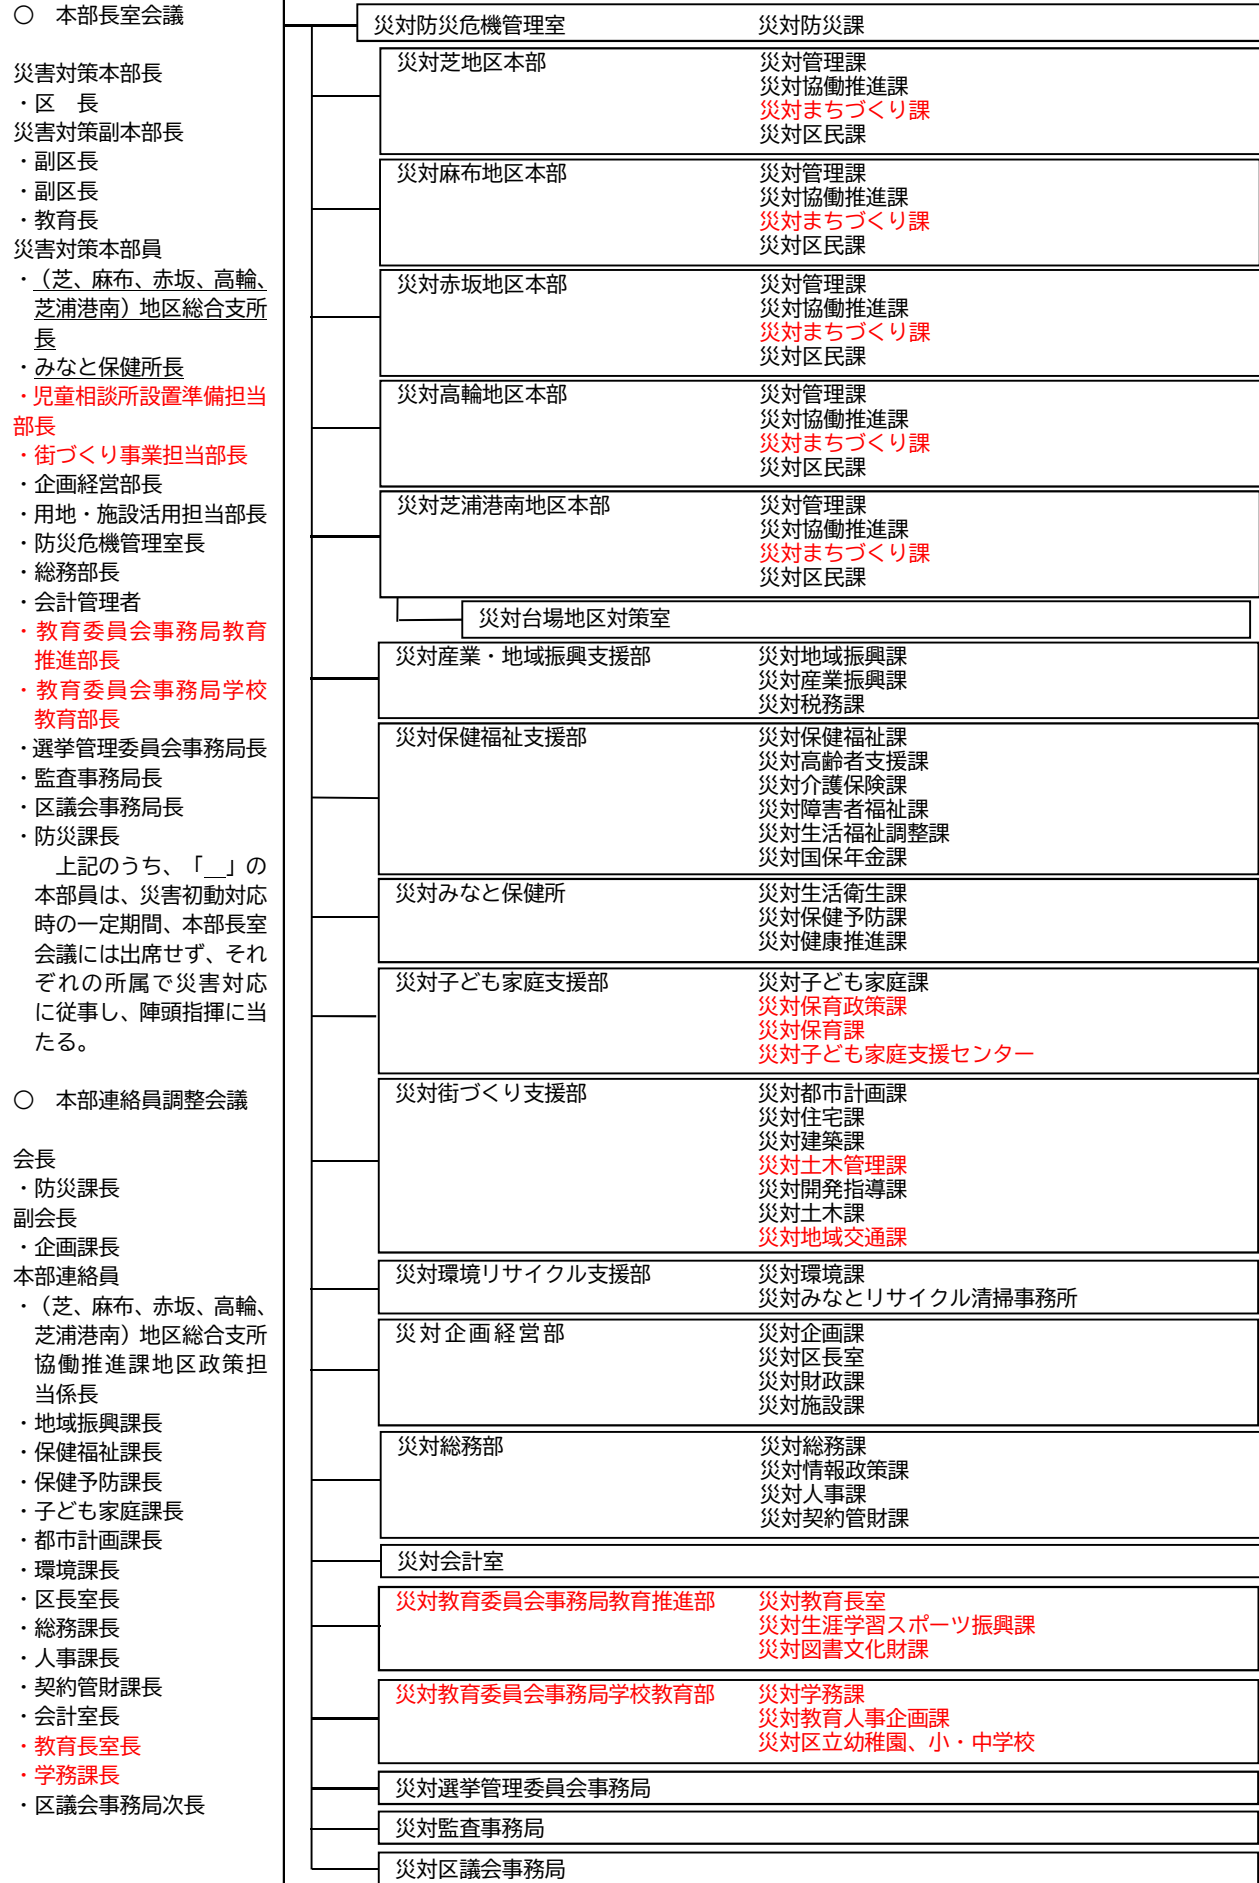 ○　本部長室会議
災害対策本部長
・区　長
災害対策副本部長
・副区長
・副区長
・教育長
災害対策本部員
・（芝、麻布、赤坂、高輪、
芝浦港南）地区総合支所
長
・みなと保健所長
・児童相談所設置準備担当
部長
・街づくり事業担当部長
・企画経営部長
・用地・施設活用担当部長
・防災危機管理室長
・総務部長
・会計管理者
・教育委員会事務局教育
推進部長
・教育委員会事務局学校
教育部長
・選挙管理委員会事務局長
・監査事務局長
・区議会事務局長
・防災課長
上記のうち、「＿」の
本部員は、災害初動対応
時の一定期間、本部長室
会議には出席せず、それ
ぞれの所属で災害対応
に従事し、陣頭指揮に当
たる。
○　本部連絡員調整会議
会長
・防災課長
副会長
・企画課長
本部連絡員
・（芝、麻布、赤坂、高輪、
芝浦港南）地区総合支所
協働推進課地区政策担
当係長
・地域振興課長
・保健福祉課長
・保健予防課長
・子ども家庭課長
・都市計画課長
・環境課長
・区長室長
・総務課長
・人事課長
・契約管財課長
・会計室長
・教育長室長
・学務課長
・区議会事務局次長
災対防災危機管理室　災対防災課
災対芝地区本部　災対管理課
災対協働推進課
災対まちづくり課
災対区民課
災対麻布地区本部　災対管理課
災対協働推進課
災対まちづくり課
災対区民課
災対赤坂地区本部　災対管理課
災対協働推進課
災対まちづくり課
災対区民課
災対高輪地区本部　災対管理課
災対協働推進課
災対まちづくり課
災対区民課
災対芝浦港南地区本部　災対管理課
災対協働推進課
災対まちづくり課
災対区民課
災対台場地区対策室
災対産業・地域振興支援部　災対地域振興課
災対産業振興課
災対税務課
災対保健福祉支援部　災対保健福祉課
災対高齢者支援課
災対介護保険課
災対障害者福祉課
災対生活福祉調整課
災対国保年金課
災対みなと保健所　災対生活衛生課
災対保健予防課
災対健康推進課
災対子ども家庭支援部　災対子ども家庭課
災対保育政策課
災対保育課
災対子ども家庭支援センター
災対街づくり支援部　災対都市計画課
災対住宅課
災対建築課
災対土木管理課
災対開発指導課
災対土木課
災対地域交通課
災対環境リサイクル支援部　災対環境課
災対みなとリサイクル清掃事務所
災対企画経営部　災対企画課
災対区長室
災対財政課
災対施設課
災対総務部　災対総務課
災対情報政策課
災対人事課
災対契約管財課
災対会計室
災対教育委員会事務局教育推進部　災対教育長室
災対生涯学習スポーツ振興課
災対図書文化財課
災対教育委員会事務局学校教育部　災対学務課
災対教育人事企画課
災対区立幼稚園、小・中学校
災対選挙管理委員会事務局
災対監査事務局
災対区議会事務局